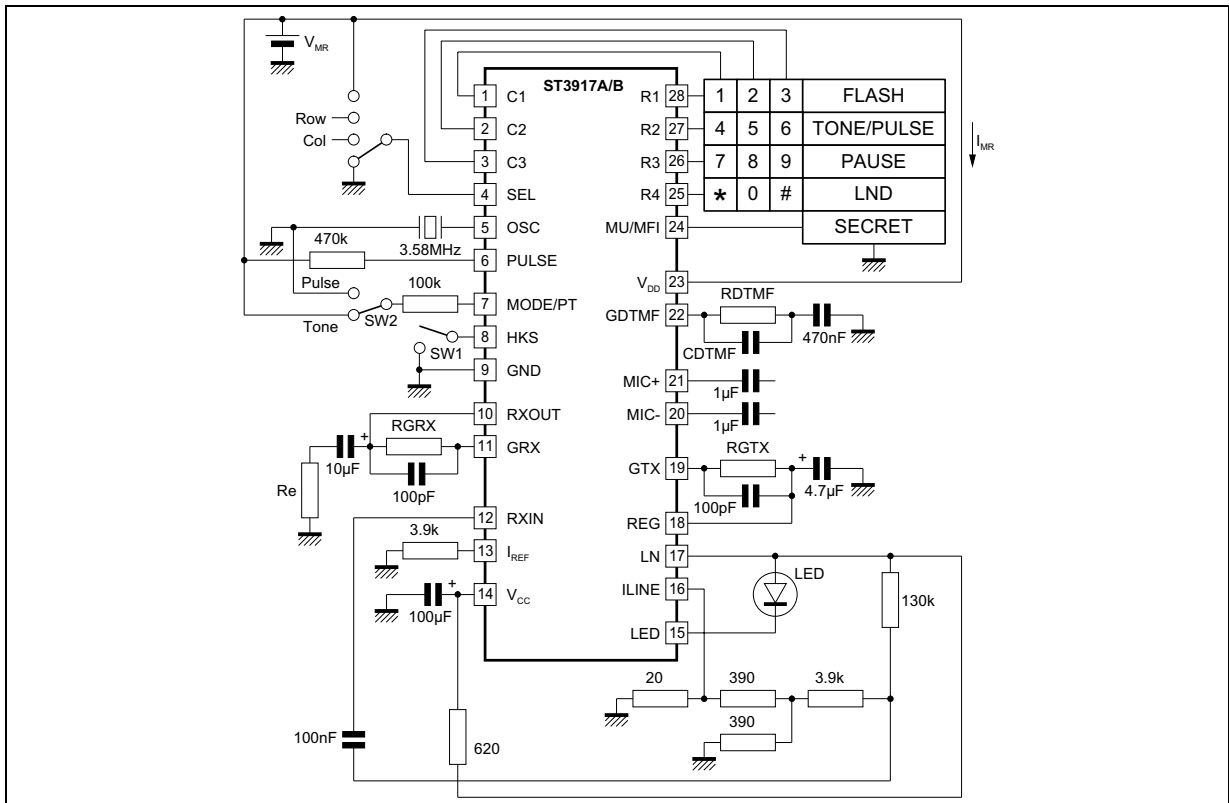 V_MR
ST3917A/B
Row
Col
1 C1
2 C2
3 C3
4 SEL
5 OSC
6 PULSE
7 MODE/PT
8 HKS
9 GND
10 RXOUT
11 GRX
12 RXIN
13 I_REF
14 V_CC
R1 28
R2 27
R3 26
R4 25
MU/MFI 24
V_DD 23
GDTMF 22
MIC+ 21
MIC- 20
GTX 19
REG 18
LN 17
ILINE 16
LED 15
1 2 3 FLASH
4 5 6 TONE/PULSE
7 8 9 PAUSE
* 0 # LND
SECRET
I_MR
470k
3.58MHz
Pulse
100k
Tone
SW2
SW1
RGRX
+
10µF
100pF
Re
3.9k
+
100µF
100nF
620
RDTMF
CDTMF
470nF
1µF
1µF
RGTX
+
100pF
4.7µF
LED
130k
20
390
3.9k
390